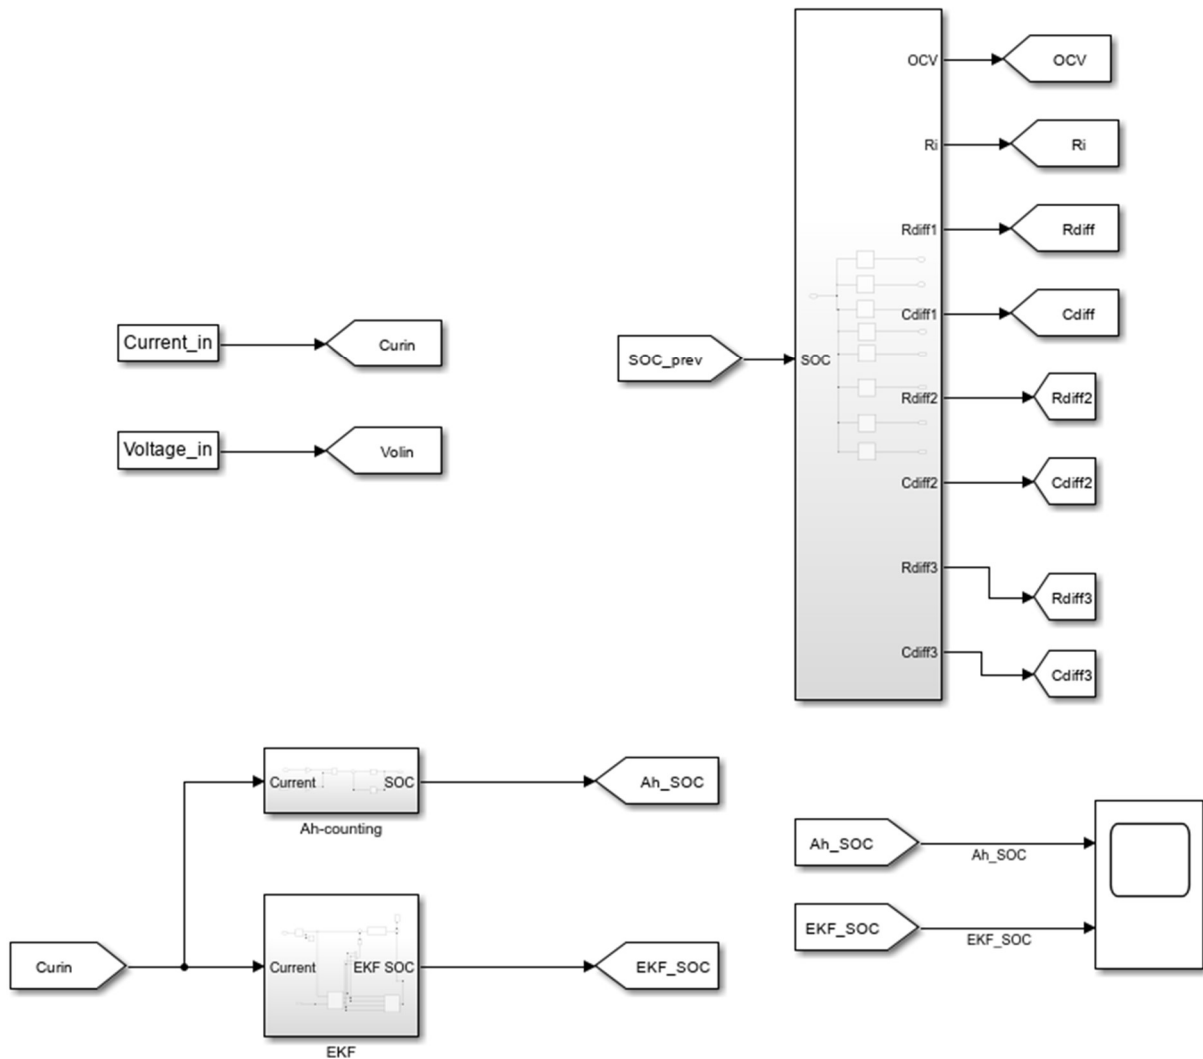 OCV
OCV
Ri
Ri
Rdiff1
Rdiff
Cdiff1
Cdiff
Current_in
Curin
SOC_prev
SOC
Rdiff2
Rdiff2
Voltage_in
Volin
Cdiff2
Cdiff2
Rdiff3
Rdiff3
Cdiff3
Cdiff3
Current
SOC
Ah_SOC
Ah-counting
Ah_SOC
Ah_SOC
EKF_SOC
EKF_SOC
Curin
Current
EKF SOC
EKF_SOC
EKF